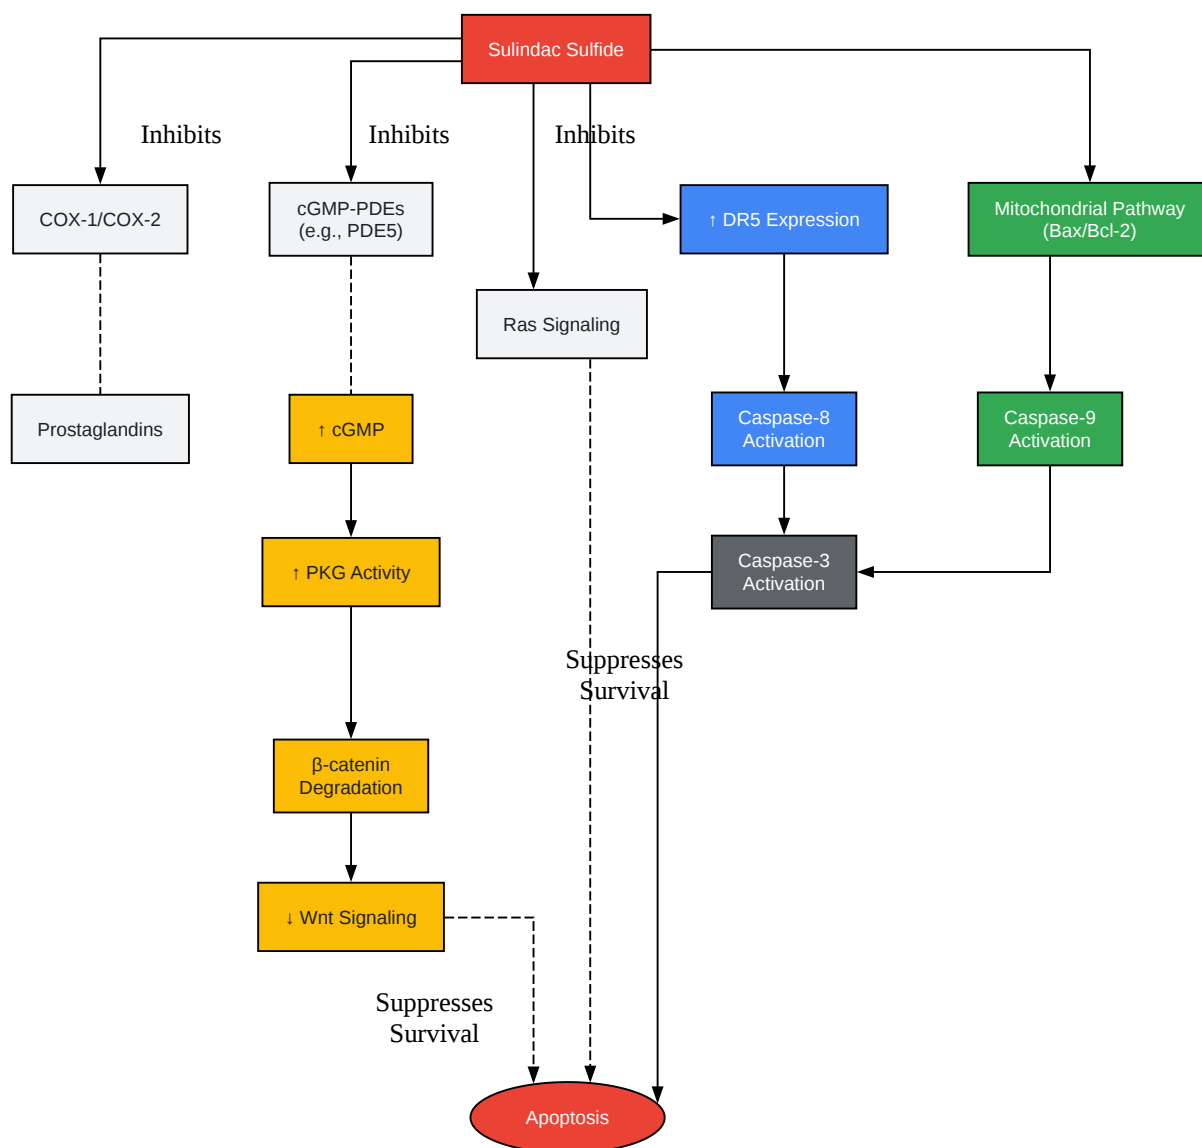 Sulindac Sulfide
Inhibits
Inhibits
Inhibits
COX-1/COX-2
cGMP-PDEs
(e.g., PDE5)
↑ DR5 Expression
Mitochondrial Pathway
(Bax/Bcl-2)
Ras Signaling
Prostaglandins
↑ cGMP
Caspase-8
Activation
Caspase-9
Activation
↑ PKG Activity
Caspase-3
Activation
Suppresses
Survival
β-catenin
Degradation
↓ Wnt Signaling
Suppresses
Survival
Apoptosis